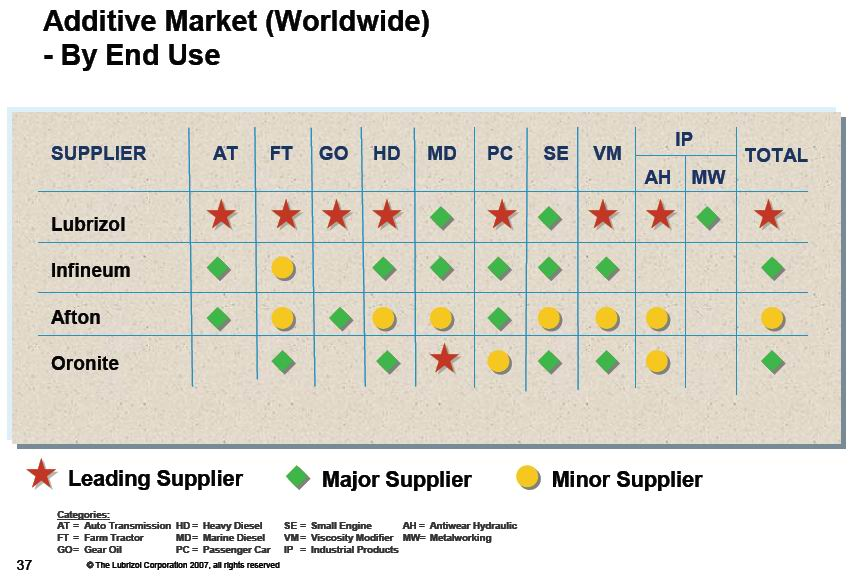 Additive Market (Worldwide)
- By End Use
SUPPLIER AT FT GO HD MD PC SE VM IP TOTAL
AH MW
Lubrizol
Infineum
Afton
Oronite
Leading Supplier Major Supplier Minor Supplier
Categories:
AT = Auto Transmission HD = Heavy Diesel SE = Small Engine AH = Antiwear Hydraulic
FT = Farm Tractor MD= Marine Diesel VM= Viscosity Modifier MW= Metalworking
GO= Gear Oil PC = Passenger Car IP = Industrial Products
37 © The Lubrizol Corporation 2007, all rights reserved